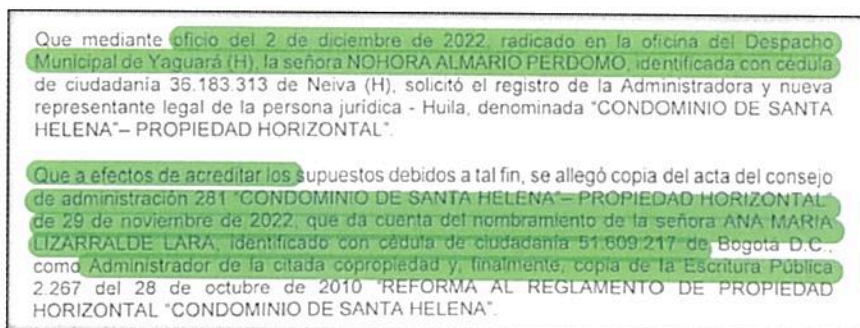 Que mediante oficio del 2 de diciembre de 2022, radicado en la oficina del Despacho
Municipal de Yaguará (H), la señora NOHORA ALMARIO PERDOMO, identificada con cédula
de ciudadanía 36.183.313 de Neiva (H), solicitó el registro de la Administradora y nueva
representante legal de la persona jurídica - Huila, denominada "CONDOMINIO DE SANTA
HELENA"– PROPIEDAD HORIZONTAL".
Que a efectos de acreditar los supuestos debidos a tal fin, se allegó copia del acta del consejo
de administración 281 "CONDOMINIO DE SANTA HELENA"– PROPIEDAD HORIZONTAL
de 29 de noviembre de 2022, que da cuenta del nombramiento de la señora ANA MARIA
LIZARRALDE LARA, identificado con cédula de ciudadanía 51.609.217 de Bogotá D.C.,
como Administrador de la citada copropiedad y, finalmente, copia de la Escritura Pública
2.267 del 28 de octubre de 2010 "REFORMA AL REGLAMENTO DE PROPIEDAD
HORIZONTAL "CONDOMINIO DE SANTA HELENA".